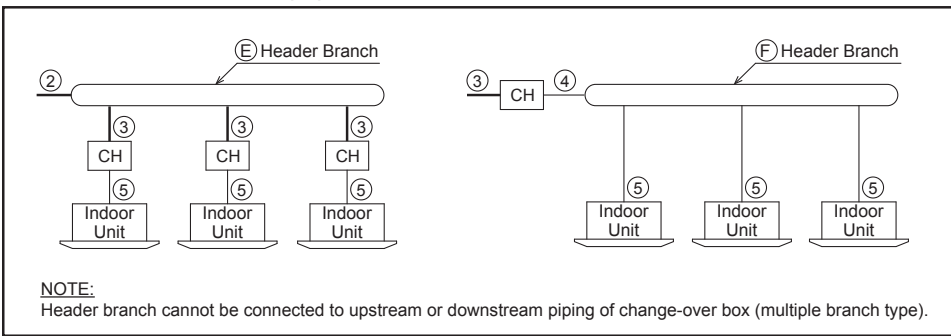 Ⓔ Header Branch
②
③ ③ ③
CH CH CH
⑤ ⑤ ⑤
Indoor Unit Indoor Unit Indoor Unit
Ⓕ Header Branch
③ CH ④
⑤ ⑤ ⑤
Indoor Unit Indoor Unit Indoor Unit
NOTE:
Header branch cannot be connected to upstream or downstream piping of change-over box (multiple branch type).